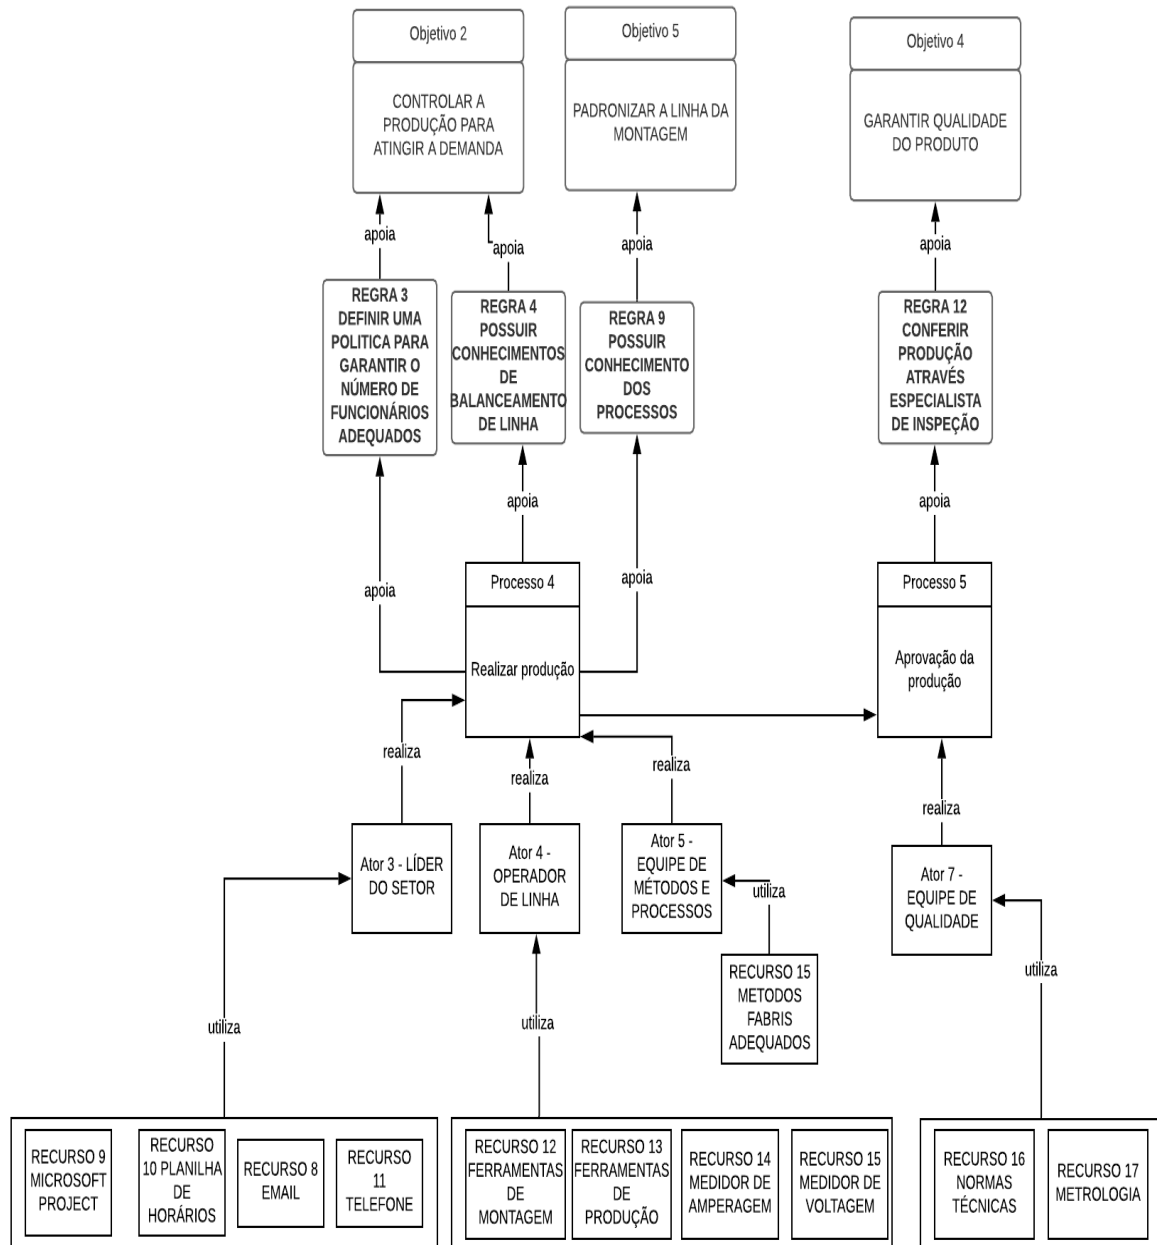 Objetivo 2
CONTROLAR A
PRODUÇÃO PARA
ATINGIR A DEMANDA
Objetivo 5
PADRONIZAR A LINHA DA
MONTAGEM
Objetivo 4
GARANTIR QUALIDADE
DO PRODUTO
apoia
apoia
apoia
apoia
REGRA 3
DEFINIR UMA
POLITICA PARA
GARANTIR O
NÚMERO DE
FUNCIONÁRIOS
ADEQUADOS
REGRA 4
POSSUIR
CONHECIMENTOS
DE
BALANCEAMENTO
DE LINHA
REGRA 9
POSSUIR
CONHECIMENTO
DOS
PROCESSOS
REGRA 12
CONFERIR
PRODUÇÃO
ATRAVÉS
ESPECIALISTA
DE INSPEÇÃO
apoia
apoia
apoia
apoia
Processo 4
Realizar produção
Processo 5
Aprovação da
produção
realiza
realiza
realiza
realiza
Ator 3 - LÍDER
DO SETOR
Ator 4 -
OPERADOR
DE LINHA
Ator 5 -
EQUIPE DE
MÉTODOS E
PROCESSOS
Ator 7 -
EQUIPE DE
QUALIDADE
utiliza
RECURSO 15
METODOS
FABRIS
ADEQUADOS
utiliza
utiliza
utiliza
RECURSO 9
MICROSOFT
PROJECT
RECURSO
10 PLANILHA
DE
HORÁRIOS
RECURSO 8
EMAIL
RECURSO
11
TELEFONE
RECURSO 12
FERRAMENTAS
DE
MONTAGEM
RECURSO 13
FERRAMENTAS
DE
PRODUÇÃO
RECURSO 14
MEDIDOR DE
AMPERAGEM
RECURSO 15
MEDIDOR DE
VOLTAGEM
RECURSO 16
NORMAS
TÉCNICAS
RECURSO 17
METROLOGIA